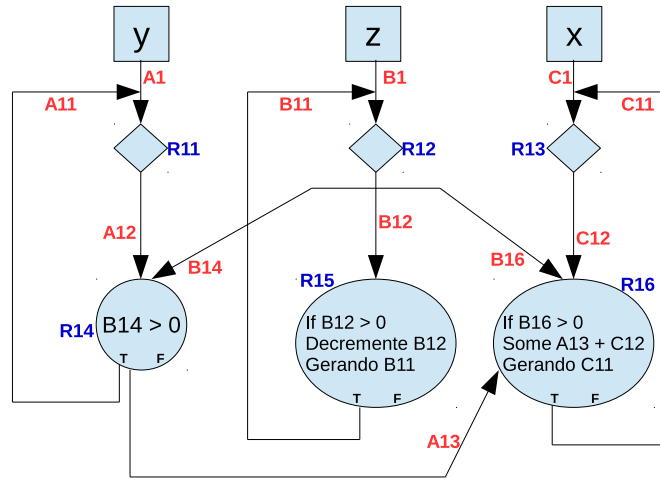 y
z
x
A1
B1
C1
A11
B11
C11
R11
R12
R13
A12
B12
C12
B14
B16
R15
R16
R14
B14 > 0
T F
If B12 > 0
Decremente B12
Gerando B11
T F
If B16 > 0
Some A13 + C12
Gerando C11
T F
A13